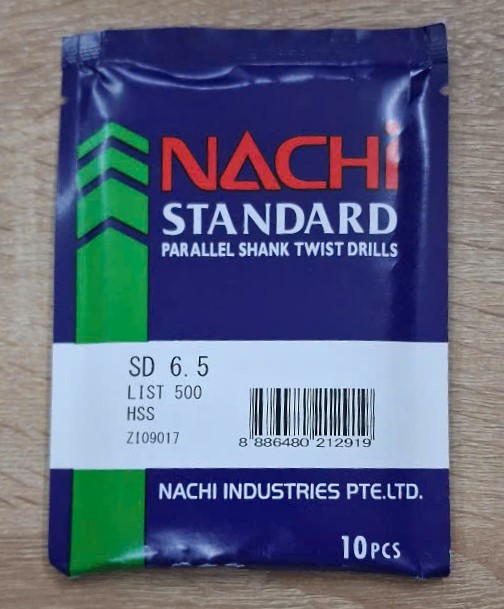 NACHi
STANDARD
PARALLEL SHANK TWIST DRILLS
SD 6.5
LIST 500
HSS
ZI09017
8 886480 212919
NACHI INDUSTRIES PTE.LTD.
10PCS